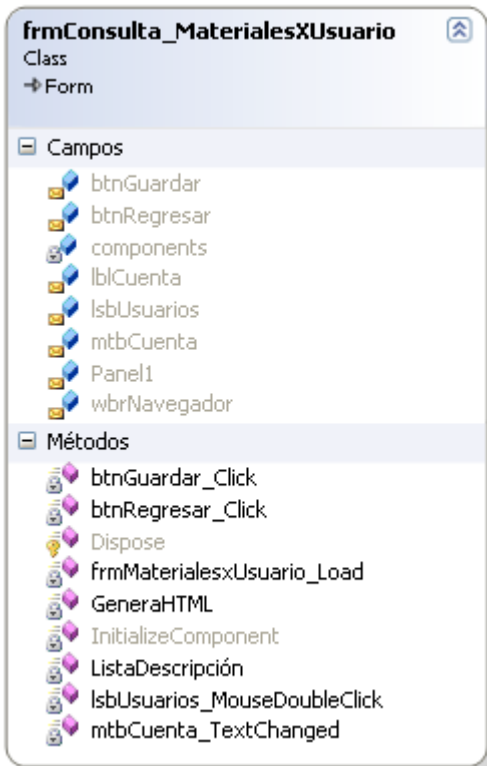 frmConsulta_MaterialesXUsuario
Class
Form
Campos
btnGuardar
btnRegresar
components
lblCuenta
lsbUsuarios
mtbCuenta
Panel1
wbrNavegador
Métodos
btnGuardar_Click
btnRegresar_Click
Dispose
frmMaterialesxUsuario_Load
GeneraHTML
InitializeComponent
ListaDescripción
lsbUsuarios_MouseDoubleClick
mtbCuenta_TextChanged